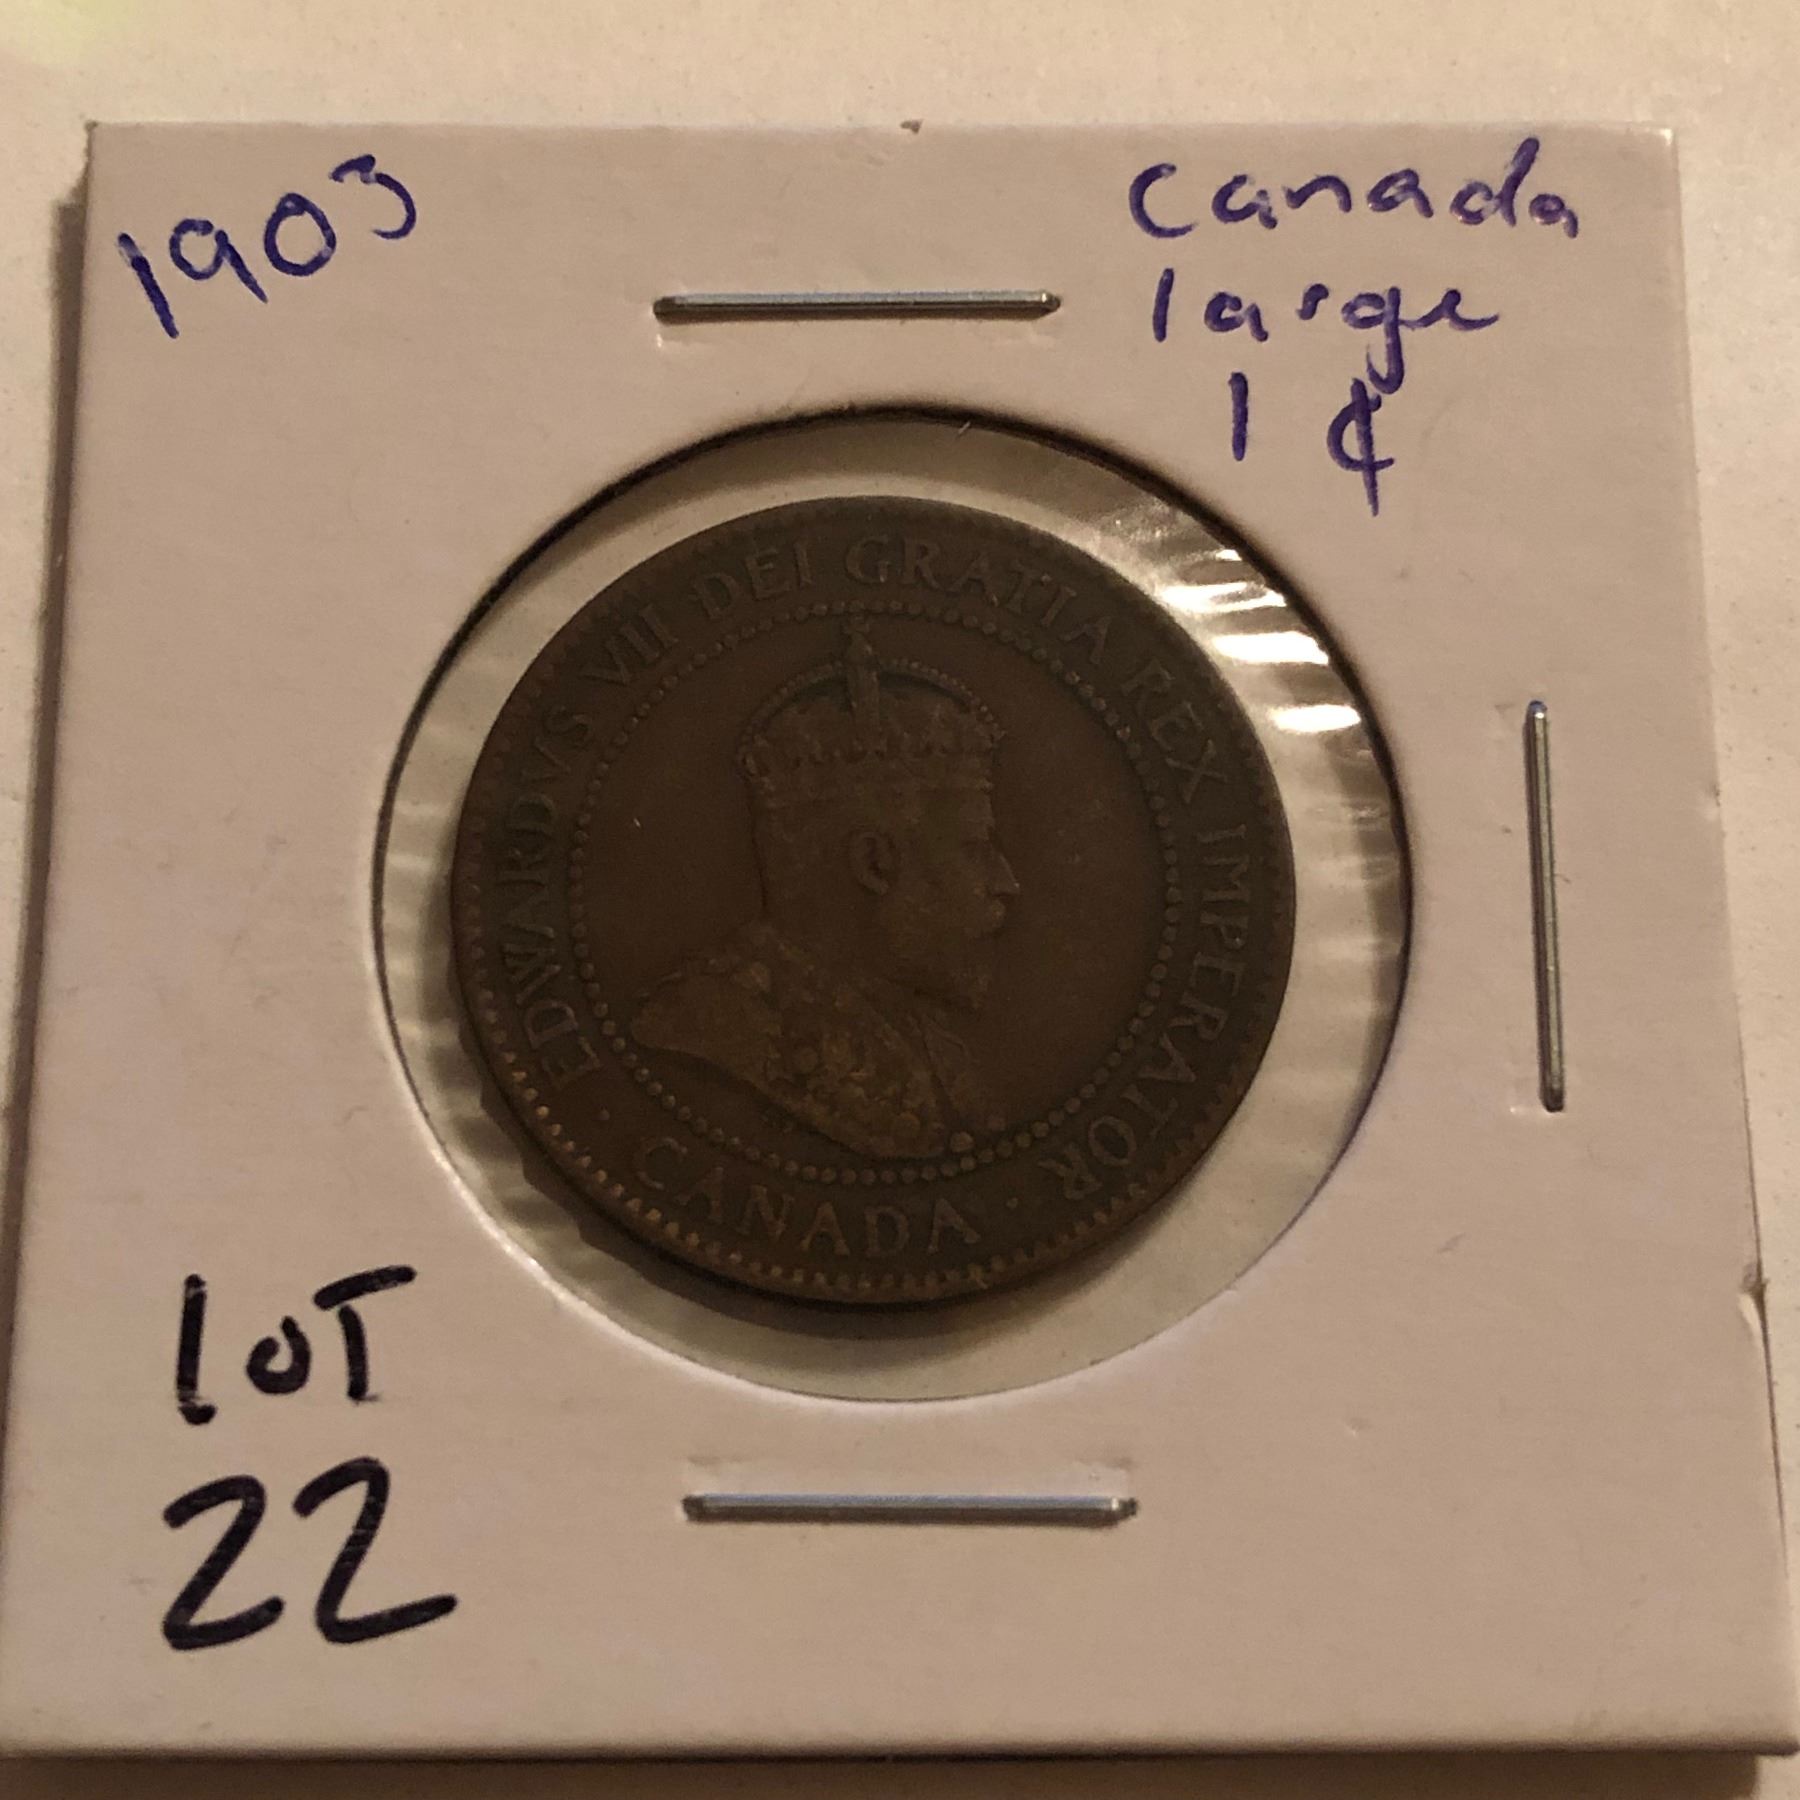 1903
Canada
large
1 ¢
EDWARDVS VII DEI GRATIA REX IMPERATOR
· CANADA ·
LOT
22